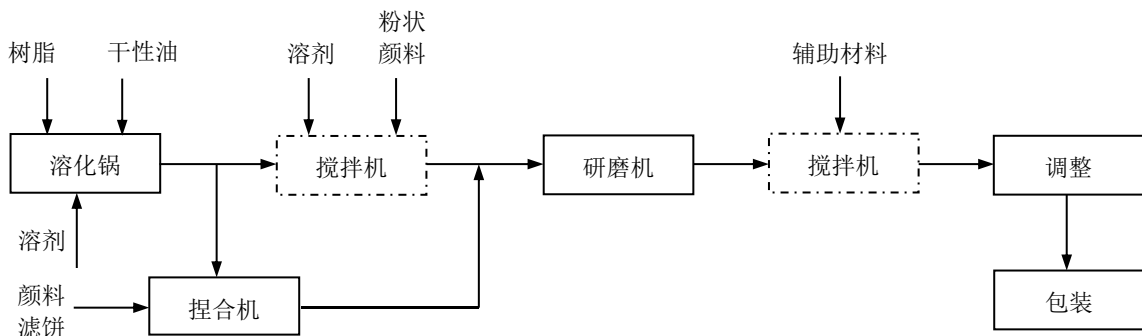 树脂
干性油
溶剂
粉状
颜料
辅助材料
溶化锅
搅拌机
研磨机
搅拌机
调整
溶剂
颜料
滤饼
捏合机
包装